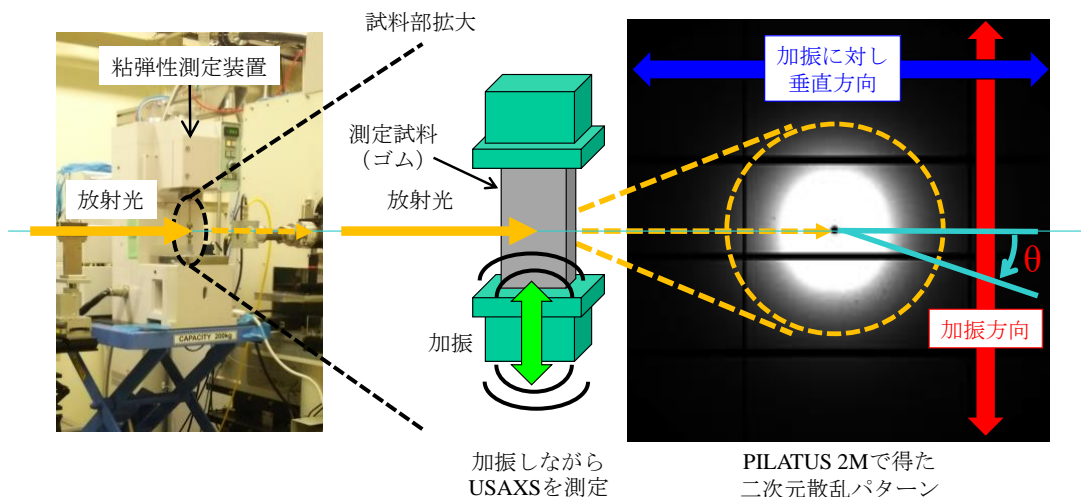 試料部拡大
粘弾性測定装置
放射光
CAPACITY 200kg
測定試料
（ゴム）
放射光
加振
加振しながら
USAXSを測定
加振に対し
垂直方向
θ
加振方向
PILATUS 2Mで得た
二次元散乱パターン